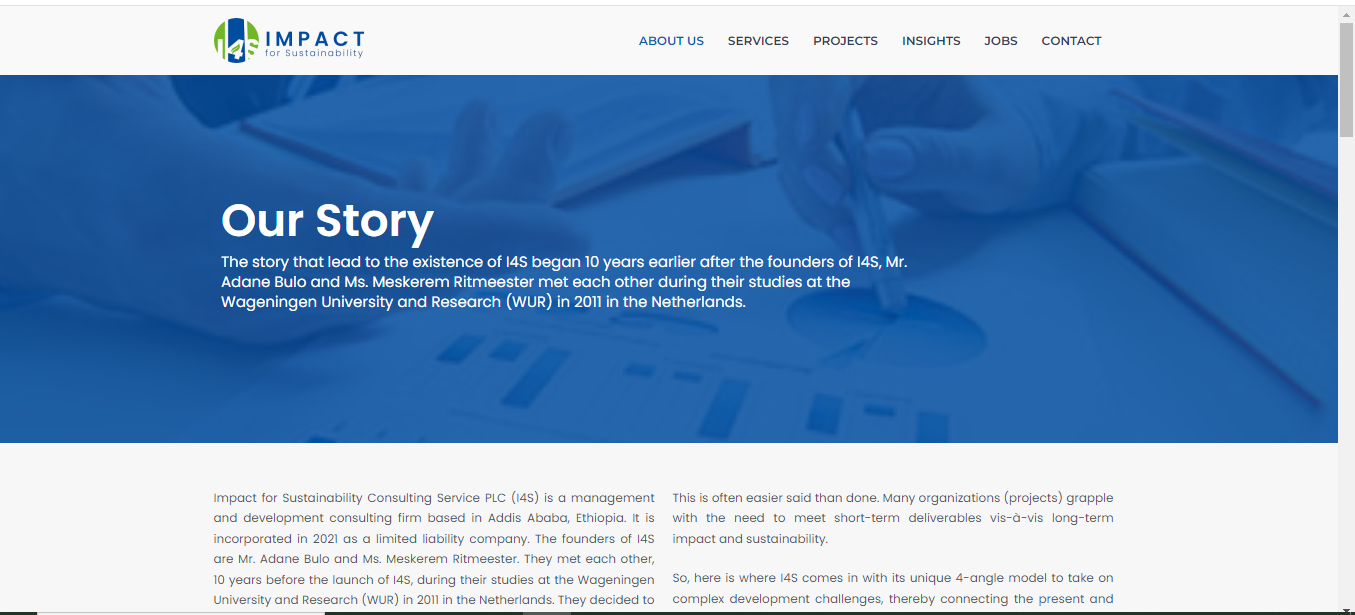 I4S IMPACT
for Sustainability
ABOUT US SERVICES PROJECTS INSIGHTS JOBS CONTACT
Our Story
The story that lead to the existence of I4S began 10 years earlier after the founders of I4S, Mr.
Adane Bulo and Ms. Meskerem Ritmeester met each other during their studies at the
Wageningen University and Research (WUR) in 2011 in the Netherlands.
Impact for Sustainability Consulting Service PLC (I4S) is a management
and development consulting firm based in Addis Ababa, Ethiopia. It is
incorporated in 2021 as a limited liability company. The founders of I4S
are Mr. Adane Bulo and Ms. Meskerem Ritmeester. They met each other,
10 years before the launch of I4S, during their studies at the Wageningen
University and Research (WUR) in 2011 in the Netherlands. They decided to
This is often easier said than done. Many organizations (projects) grapple
with the need to meet short-term deliverables vis-à-vis long-term
impact and sustainability.
So, here is where I4S comes in with its unique 4-angle model to take on
complex development challenges, thereby connecting the present and